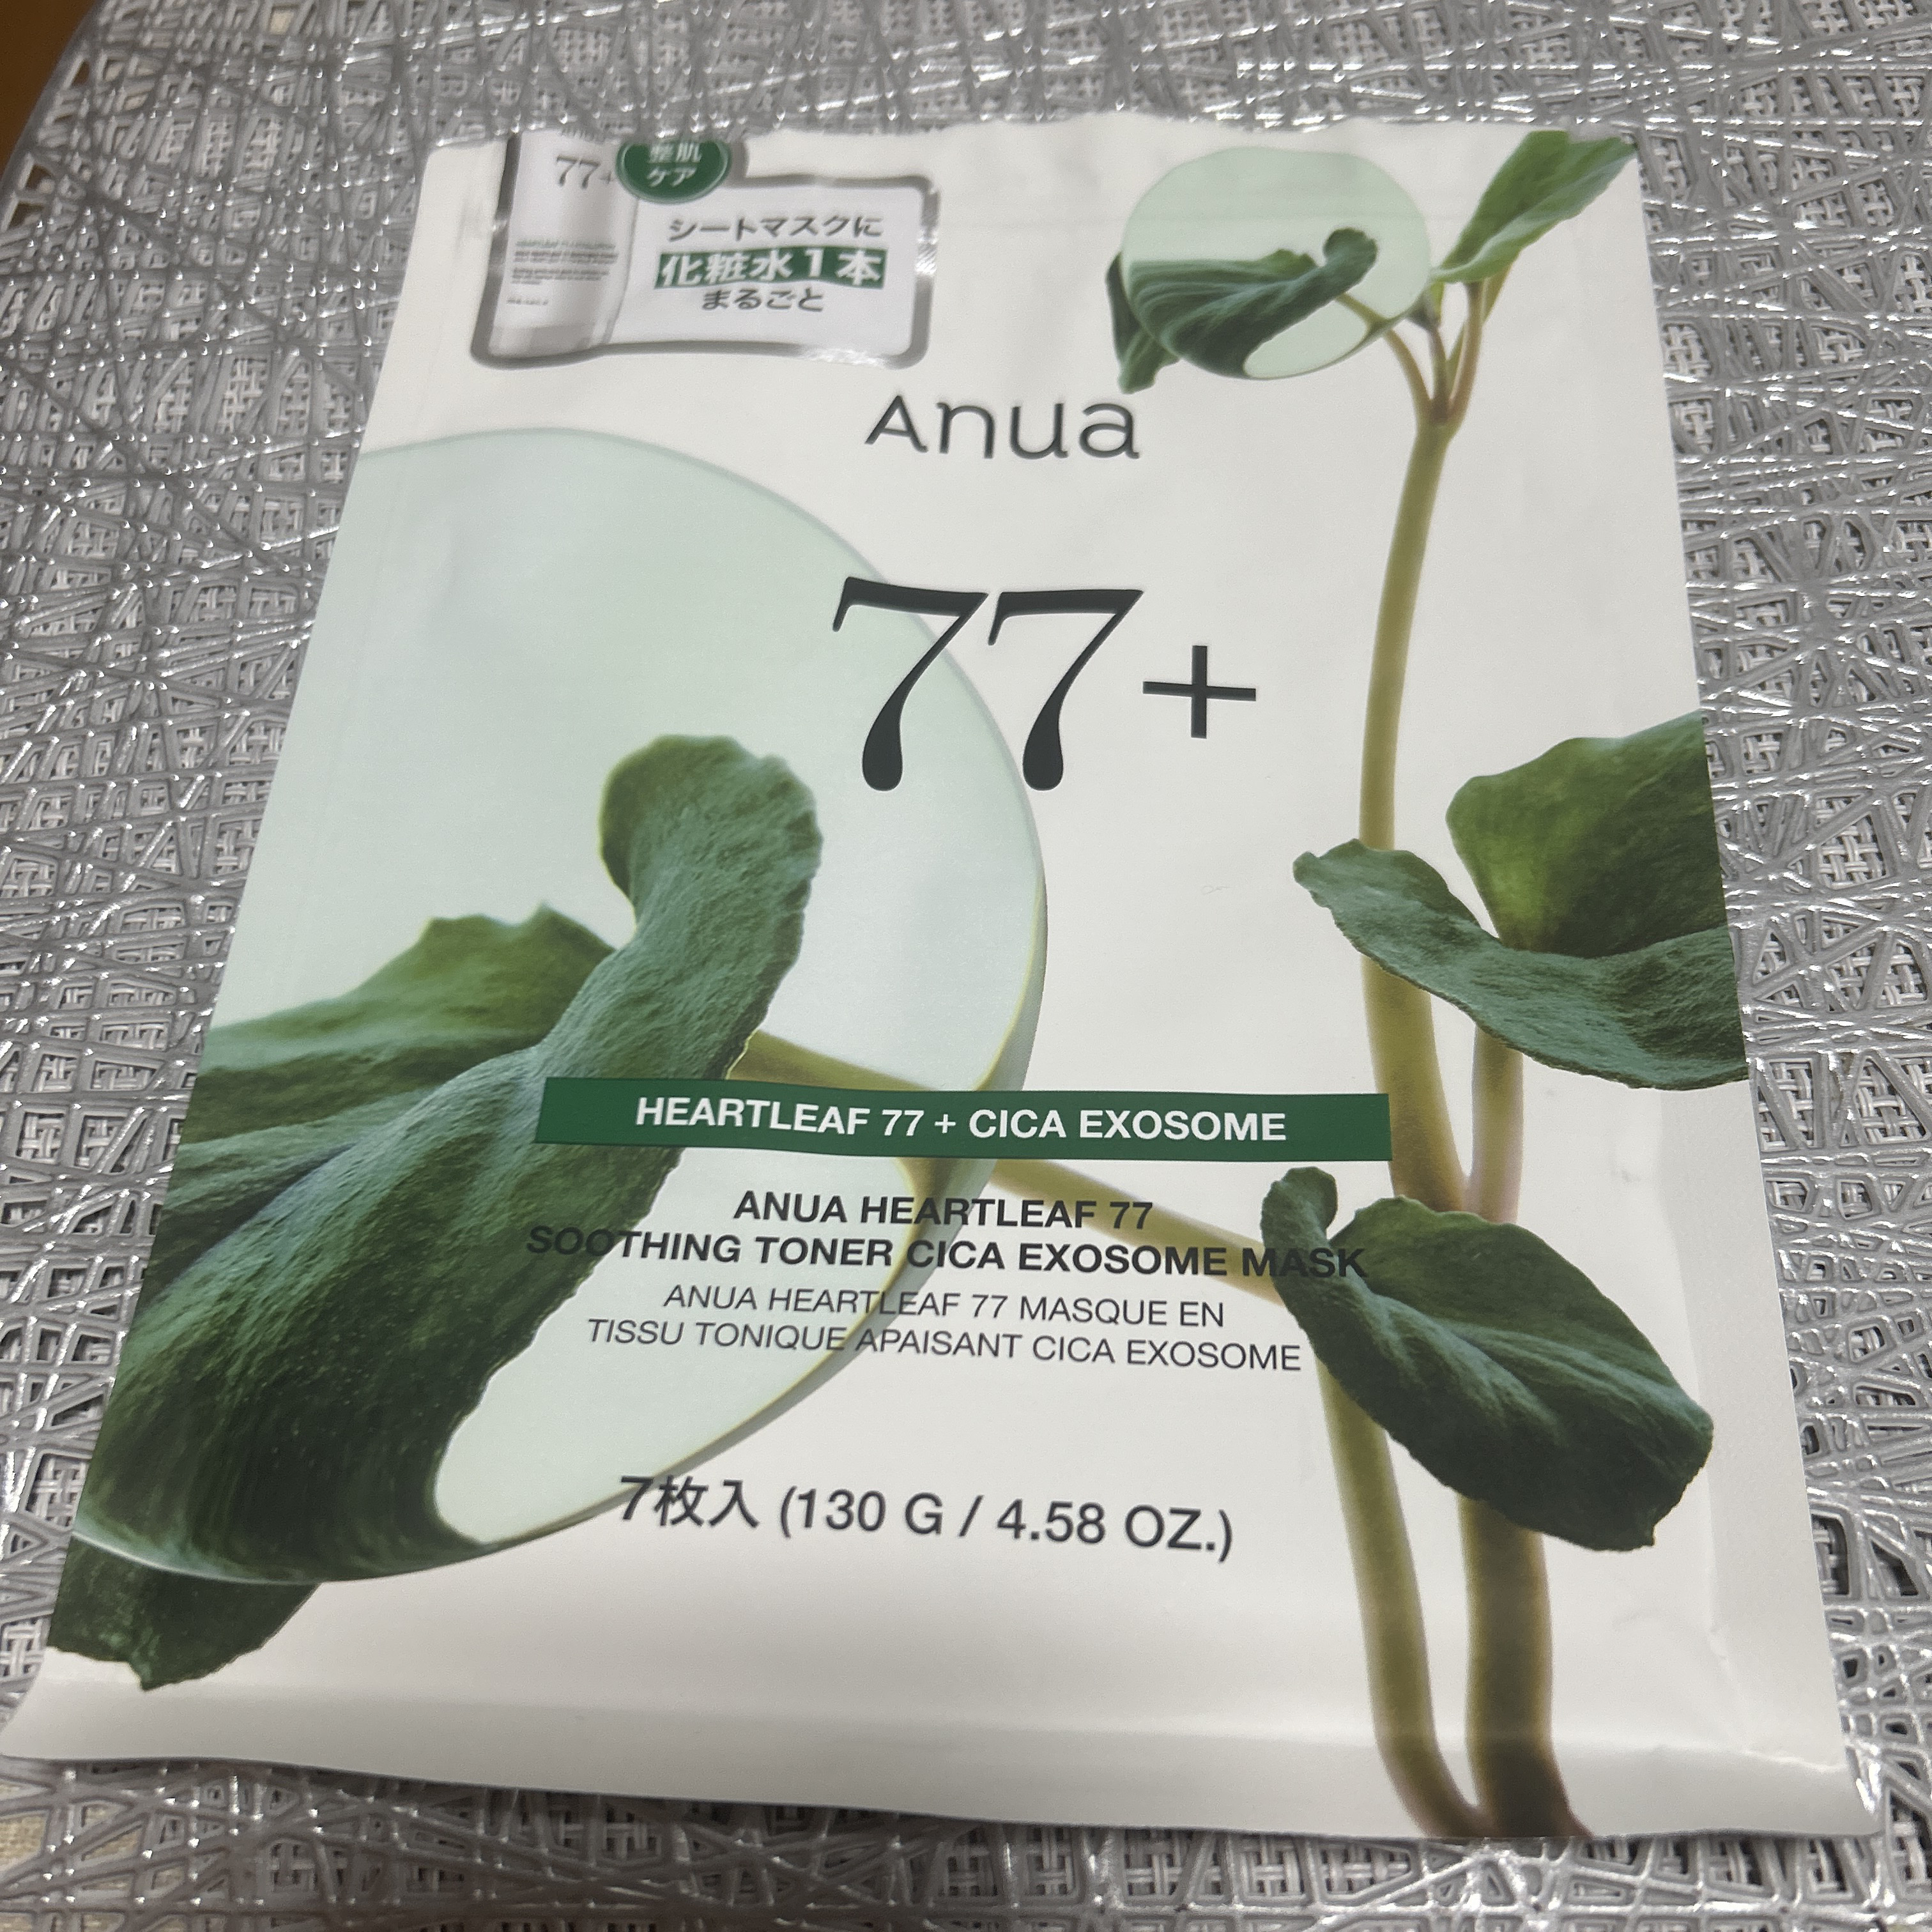 77+
整肌
ケア
シートマスクに
化粧水1本
まるごと
Anua
77+
HEARTLEAF 77 + CICA EXOSOME
ANUA HEARTLEAF 77
SOOTHING TONER CICA EXOSOME MASK
ANUA HEARTLEAF 77 MASQUE EN
TISSU TONIQUE APAISANT CICA EXOSOME
7枚入 (130 G / 4.58 OZ.)